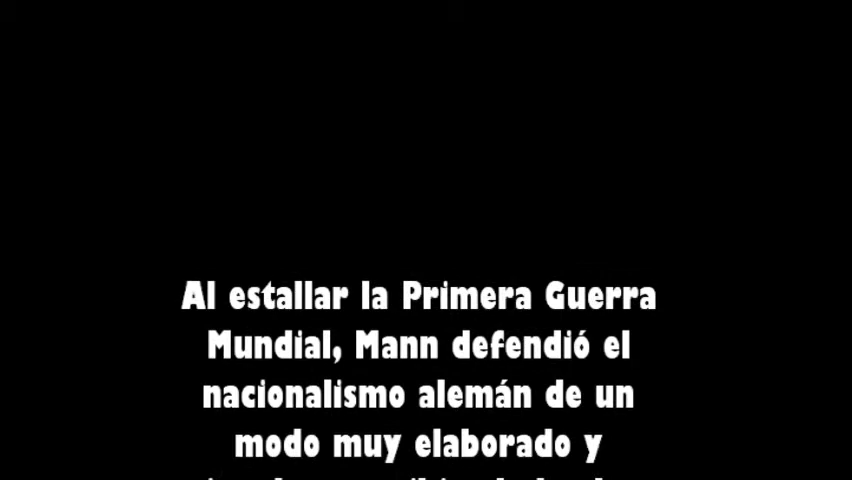 Al estallar la Primera Guerra
Mundial, Mann defendió el
nacionalismo alemán de un
modo muy elaborado y